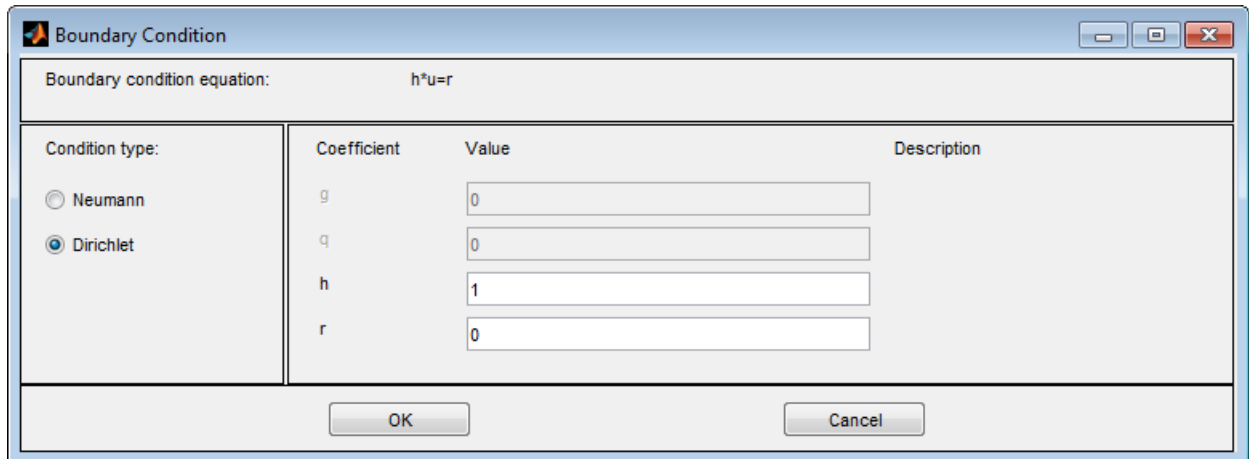 Boundary Condition
Boundary condition equation: h*u=r
Condition type:
Neumann
Dirichlet
Coefficient Value Description
g 0
q 0
h 1
r 0
OK Cancel